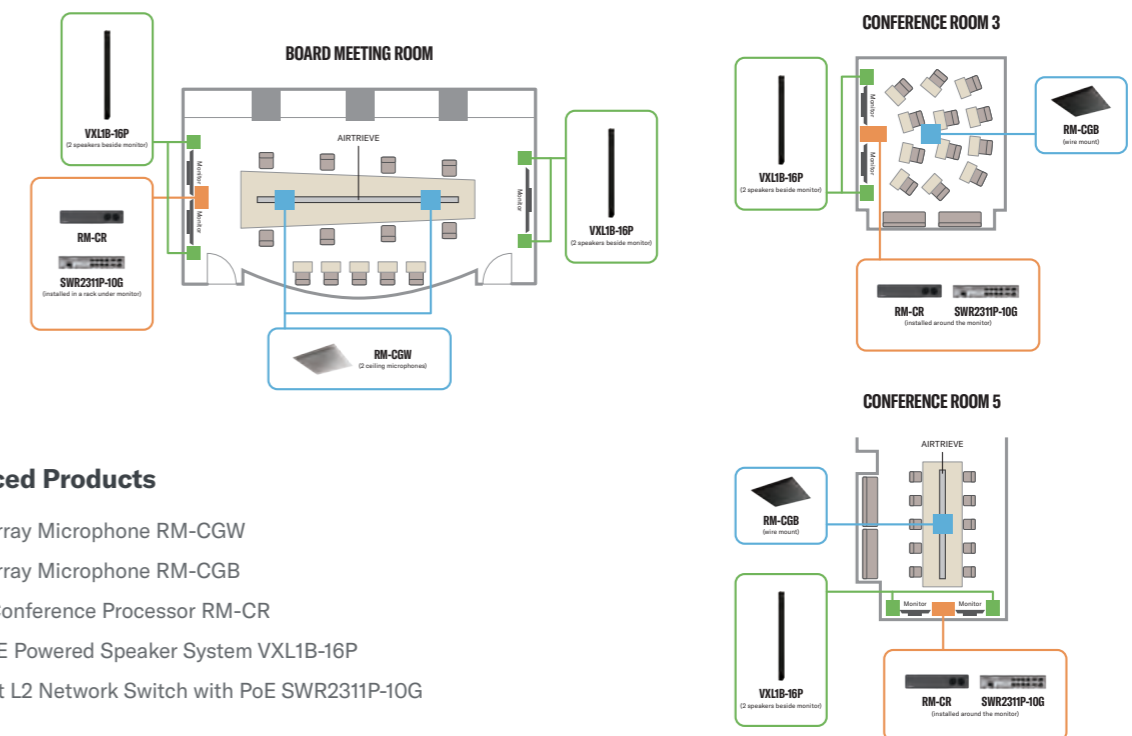 BOARD MEETING ROOM
VXL1B-16P
(2 speakers beside monitor)
RM-CR
SWR2311P-10G
(installed in a rack under monitor)
Monitor
Monitor
AIRTRIEVE
Monitor
VXL1B-16P
(2 speakers beside monitor)
RM-CGW
(2 ceiling microphones)
CONFERENCE ROOM 3
VXL1B-16P
(2 speakers beside monitor)
Monitor
Monitor
RM-CGB
(wire mount)
RM-CR
SWR2311P-10G
(installed around the monitor)
CONFERENCE ROOM 5
AIRTRIEVE
RM-CGB
(wire mount)
VXL1B-16P
(2 speakers beside monitor)
Monitor
Monitor
RM-CR
SWR2311P-10G
(installed around the monitor)
ced Products
rray Microphone RM-CGW
rray Microphone RM-CGB
Conference Processor RM-CR
E Powered Speaker System VXL1B-16P
t L2 Network Switch with PoE SWR2311P-10G